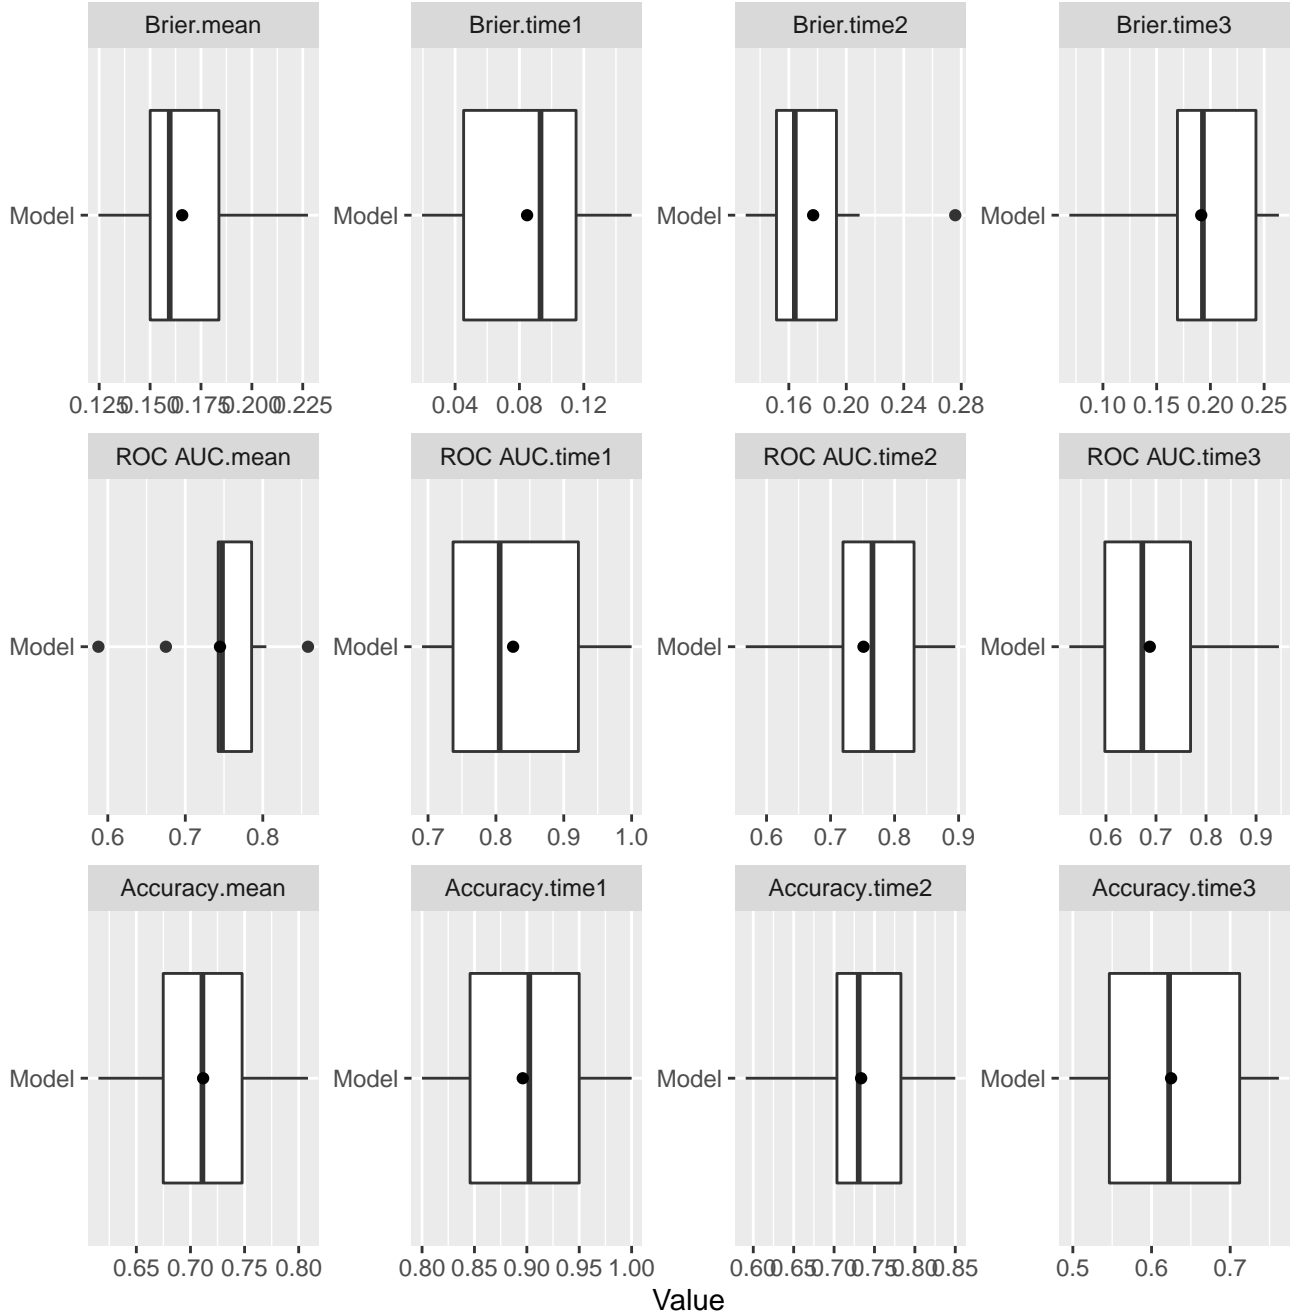 Brier.mean Brier.time1 Brier.time2 Brier.time3
Model Model Model Model
0.125 0.150 0.175 0.200 0.225 0.04 0.08 0.12 0.16 0.20 0.24 0.28 0.10 0.15 0.20 0.25
ROC AUC.mean ROC AUC.time1 ROC AUC.time2 ROC AUC.time3
Model Model Model Model
0.6 0.7 0.8 0.7 0.8 0.9 1.0 0.6 0.7 0.8 0.9 0.6 0.7 0.8 0.9
Accuracy.mean Accuracy.time1 Accuracy.time2 Accuracy.time3
Model Model Model Model
0.65 0.70 0.75 0.80 0.80 0.85 0.90 0.95 1.00 0.60 0.65 0.70 0.75 0.80 0.85 0.5 0.6 0.7
Value